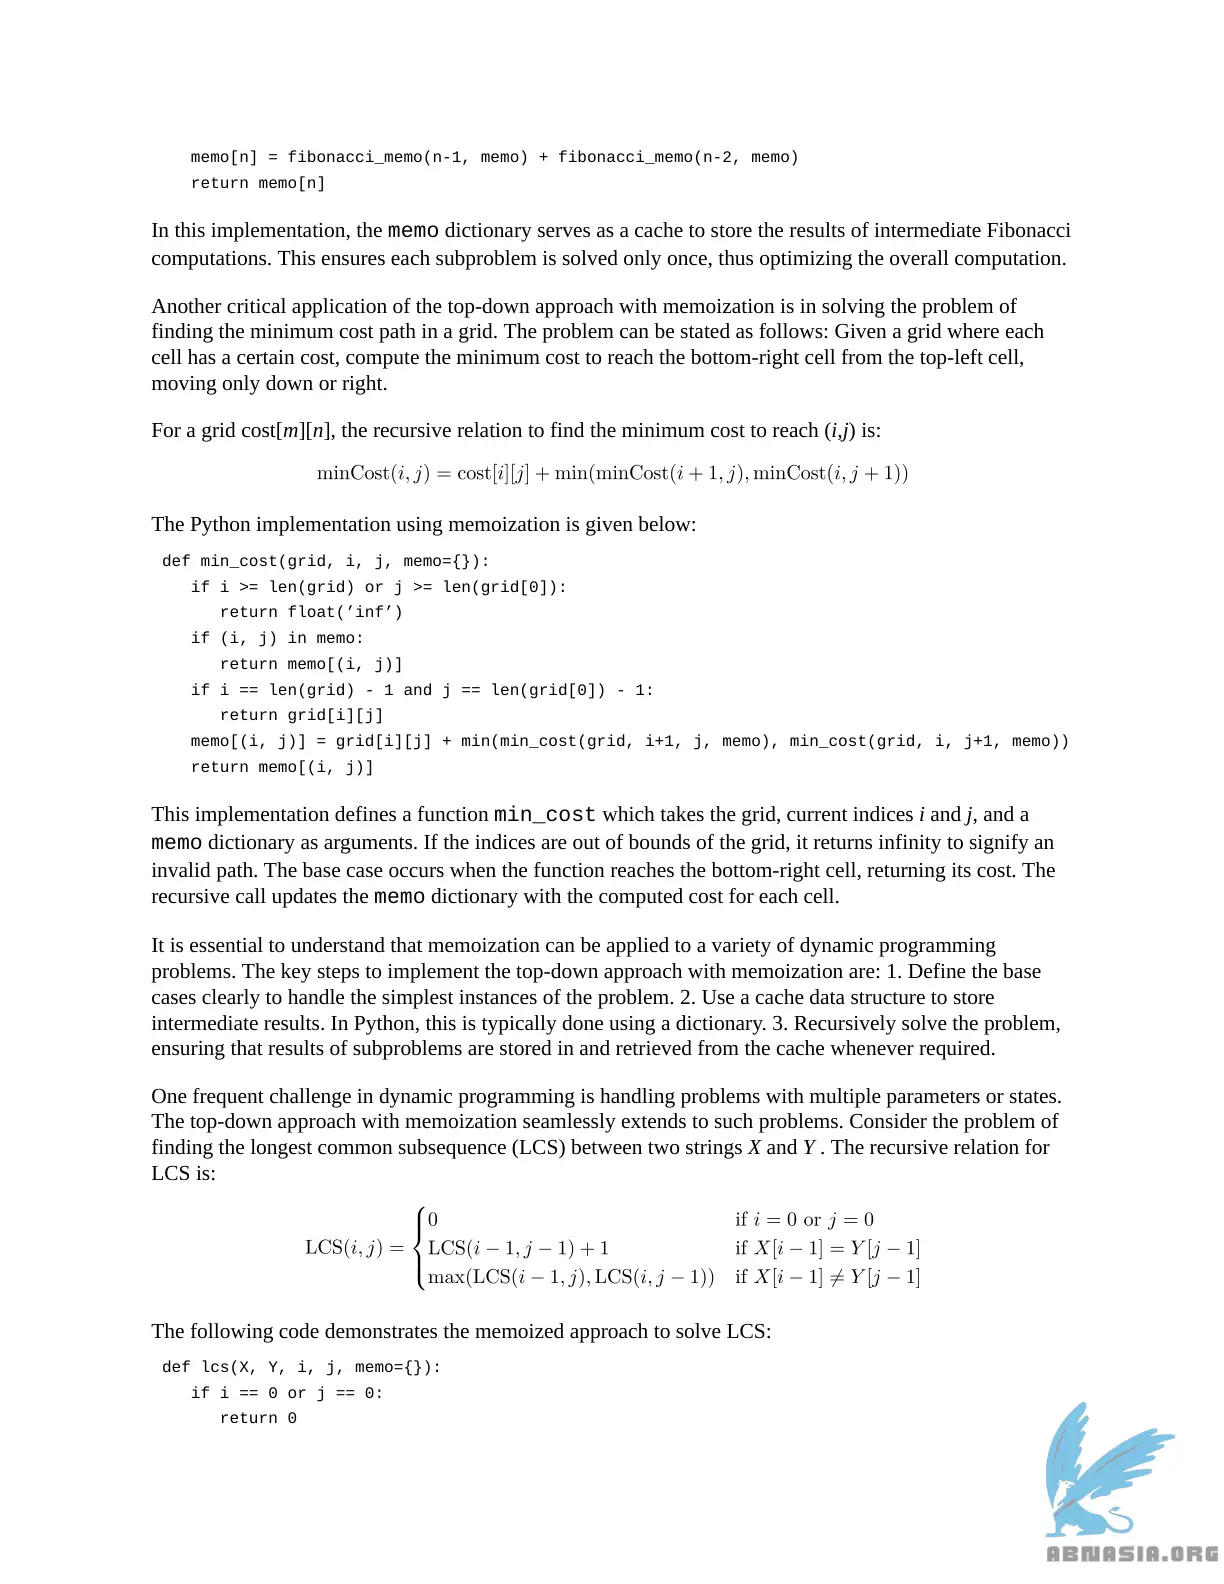 memo[n] = fibonacci_memo(n-1, memo) + fibonacci_memo(n-2, memo)
return memo[n]
In this implementation, the memo dictionary serves as a cache to store the results of intermediate Fibonacci
computations. This ensures each subproblem is solved only once, thus optimizing the overall computation.
Another critical application of the top-down approach with memoization is in solving the problem of
finding the minimum cost path in a grid. The problem can be stated as follows: Given a grid where each
cell has a certain cost, compute the minimum cost to reach the bottom-right cell from the top-left cell,
moving only down or right.
For a grid cost[m][n], the recursive relation to find the minimum cost to reach (i,j) is:
minCost(i, j) = cost[i][j] + min(minCost(i + 1, j), minCost(i, j + 1))
The Python implementation using memoization is given below:
def min_cost(grid, i, j, memo={}):
if i >= len(grid) or j >= len(grid[0]):
return float(’inf’)
if (i, j) in memo:
return memo[(i, j)]
if i == len(grid) - 1 and j == len(grid[0]) - 1:
return grid[i][j]
memo[(i, j)] = grid[i][j] + min(min_cost(grid, i+1, j, memo), min_cost(grid, i, j+1, memo))
return memo[(i, j)]
This implementation defines a function min_cost which takes the grid, current indices i and j, and a
memo dictionary as arguments. If the indices are out of bounds of the grid, it returns infinity to signify an
invalid path. The base case occurs when the function reaches the bottom-right cell, returning its cost. The
recursive call updates the memo dictionary with the computed cost for each cell.
It is essential to understand that memoization can be applied to a variety of dynamic programming
problems. The key steps to implement the top-down approach with memoization are: 1. Define the base
cases clearly to handle the simplest instances of the problem. 2. Use a cache data structure to store
intermediate results. In Python, this is typically done using a dictionary. 3. Recursively solve the problem,
ensuring that results of subproblems are stored in and retrieved from the cache whenever required.
One frequent challenge in dynamic programming is handling problems with multiple parameters or states.
The top-down approach with memoization seamlessly extends to such problems. Consider the problem of
finding the longest common subsequence (LCS) between two strings X and Y . The recursive relation for
LCS is:
0 if i = 0 or j = 0
LCS(i, j) = { LCS(i − 1, j − 1) + 1 if X[i − 1] = Y[j − 1]
max(LCS(i − 1, j), LCS(i, j − 1)) if X[i − 1] ≠ Y[j − 1]
The following code demonstrates the memoized approach to solve LCS:
def lcs(X, Y, i, j, memo={}):
if i == 0 or j == 0:
return 0
ABNASIA.ORG